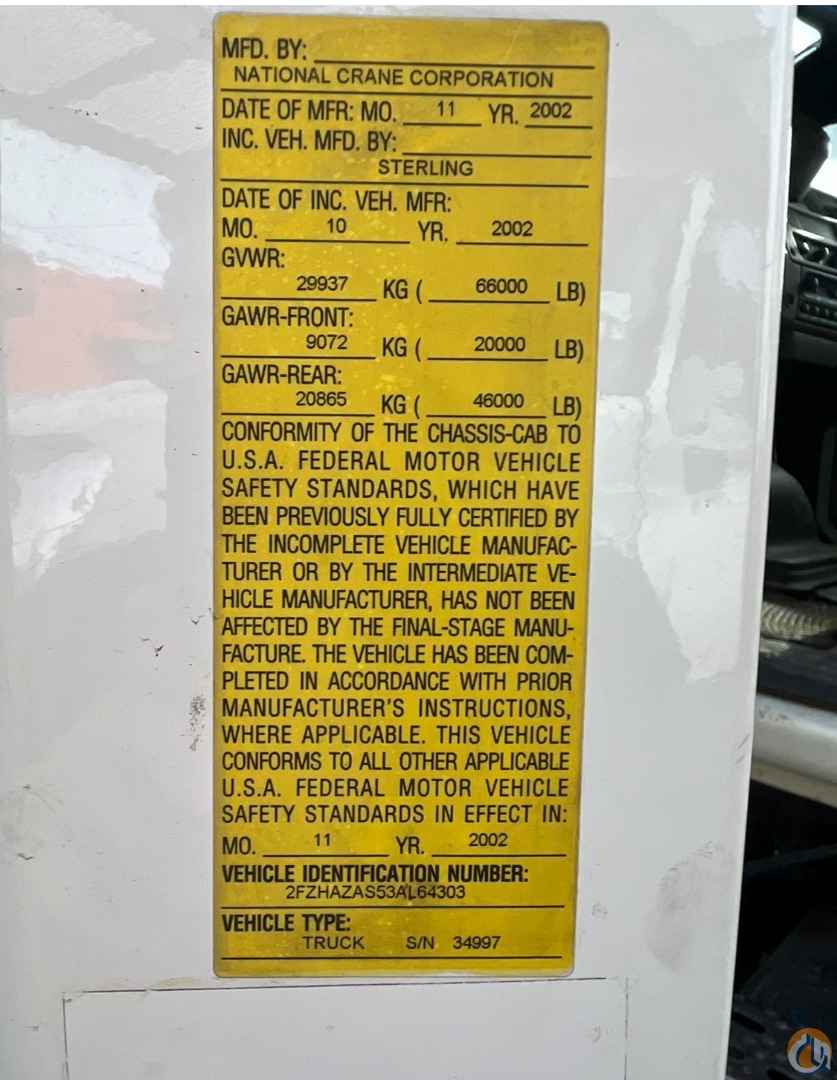 MFD. BY:
NATIONAL CRANE CORPORATION
DATE OF MFR: MO. 11 YR. 2002
INC. VEH. MFD. BY:
STERLING
DATE OF INC. VEH. MFR:
MO. 10 YR. 2002
GVWR:
29937 KG ( 66000 LB)
GAWR-FRONT:
9072 KG ( 20000 LB)
GAWR-REAR:
20865 KG ( 46000 LB)
CONFORMITY OF THE CHASSIS-CAB TO
U.S.A. FEDERAL MOTOR VEHICLE
SAFETY STANDARDS, WHICH HAVE
BEEN PREVIOUSLY FULLY CERTIFIED BY
THE INCOMPLETE VEHICLE MANUFAC-
TURER OR BY THE INTERMEDIATE VE-
HICLE MANUFACTURER, HAS NOT BEEN
AFFECTED BY THE FINAL-STAGE MANU-
FACTURE. THE VEHICLE HAS BEEN COM-
PLETED IN ACCORDANCE WITH PRIOR
MANUFACTURER'S INSTRUCTIONS,
WHERE APPLICABLE. THIS VEHICLE
CONFORMS TO ALL OTHER APPLICABLE
U.S.A. FEDERAL MOTOR VEHICLE
SAFETY STANDARDS IN EFFECT IN:
MO. 11 YR. 2002
VEHICLE IDENTIFICATION NUMBER:
2FZHAZAS53AL64303
VEHICLE TYPE:
TRUCK S/N 34997